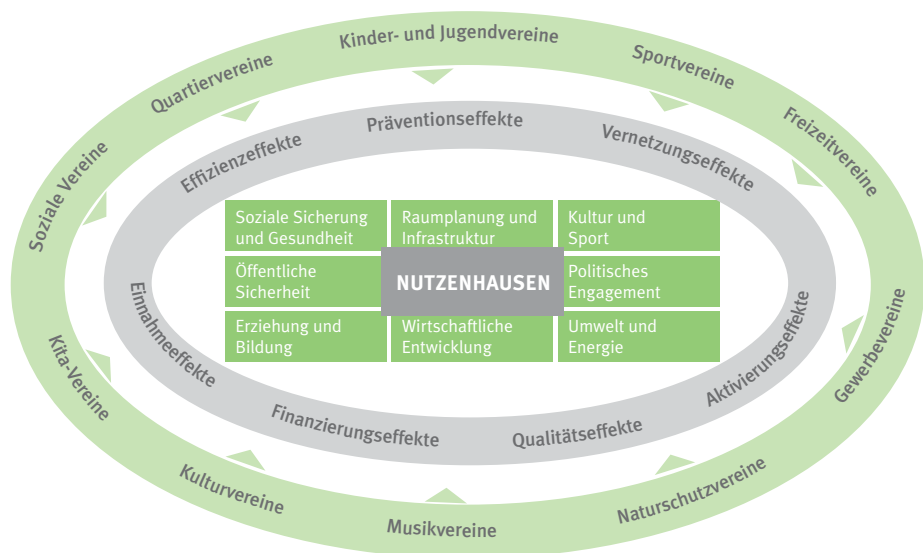 Kinder- und Jugendvereine
Sportvereine
Freizeitvereine
Gewerbevereine
Naturschutzvereine
Musikvereine
Kulturvereine
Kita-Vereine
Soziale Vereine
Quartiervereine
Präventionseffekte
Vernetzungseffekte
Aktivierungseffekte
Qualitätseffekte
Finanzierungseffekte
Einnahmeeffekte
Effizienzeffekte
Soziale Sicherung
und Gesundheit
Raumplanung und
Infrastruktur
Kultur und
Sport
Öffentliche
Sicherheit
NUTZENHAUSEN
Politisches
Engagement
Erziehung und
Bildung
Wirtschaftliche
Entwicklung
Umwelt und
Energie